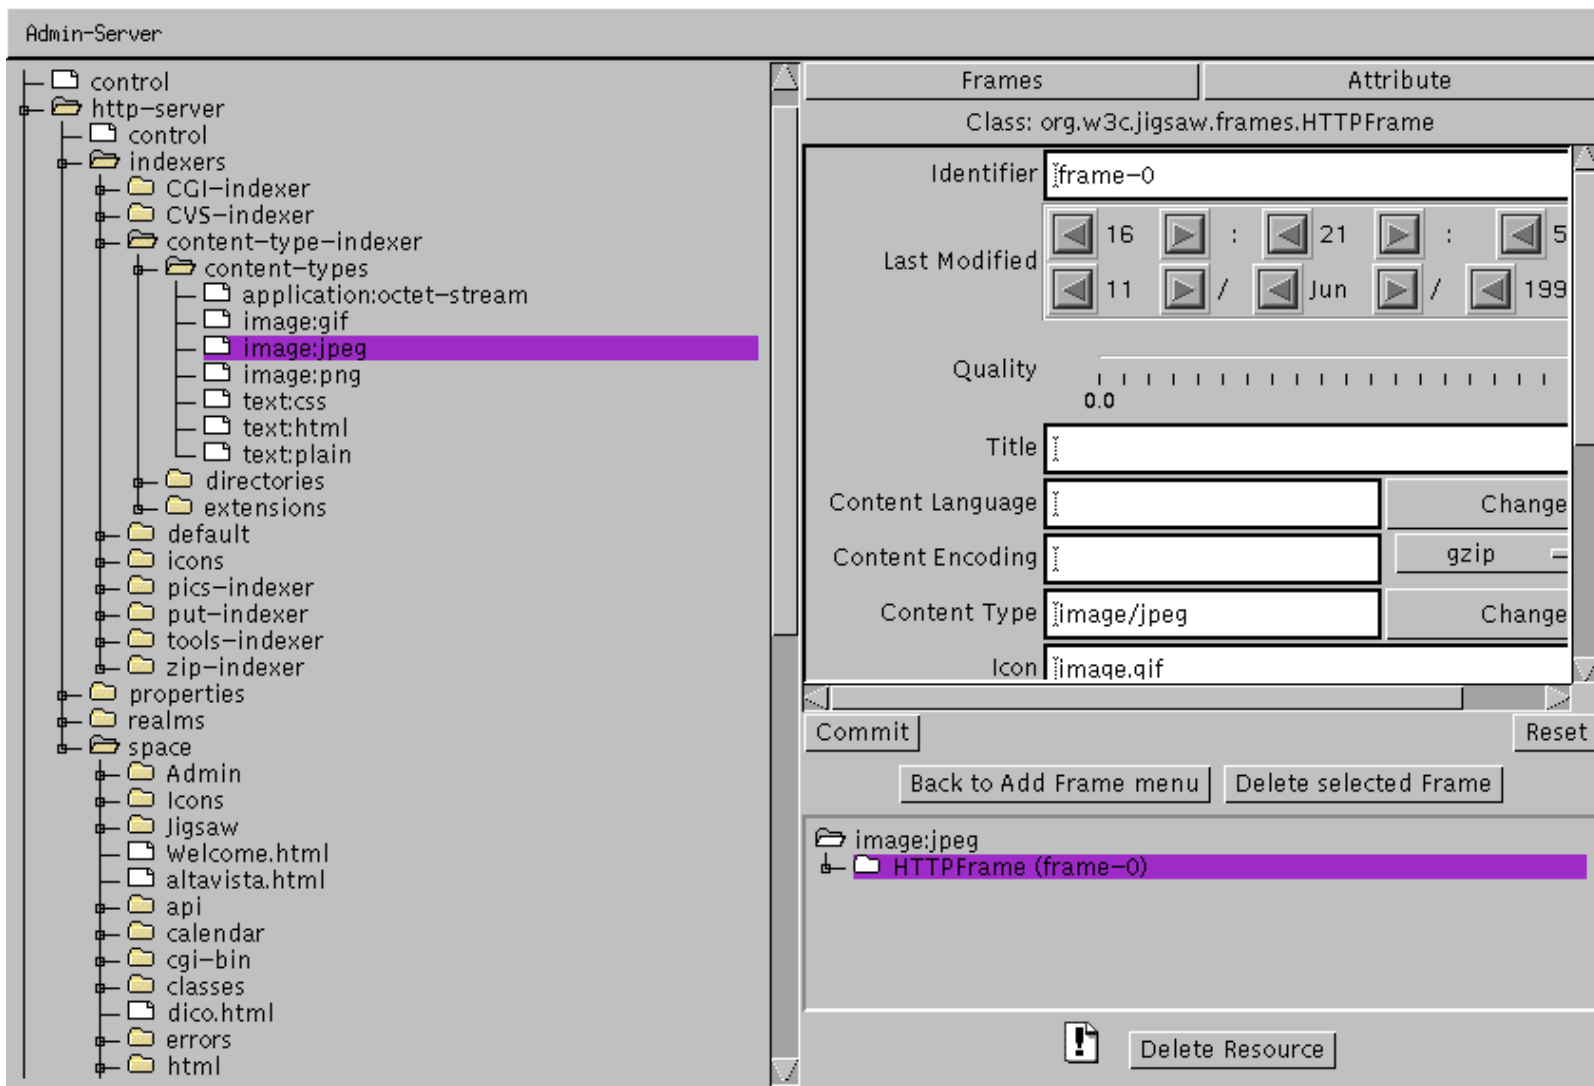 Admin-Server
control
http-server
control
indexers
CGI-indexer
CVS-indexer
content-type-indexer
content-types
application:octet-stream
image:gif
image:jpeg
image:png
text:css
text:html
text:plain
directories
extensions
default
icons
pics-indexer
put-indexer
tools-indexer
zip-indexer
properties
realms
space
Admin
Icons
Jigsaw
Welcome.html
altavista.html
api
calendar
cgi-bin
classes
dico.html
errors
html
Frames Attribute
Class: org.w3c.jigsaw.frames.HTTPFrame
Identifier frame-0
Last Modified 16 : 21 : 5
11 / Jun / 199
Quality 0.0
Title
Content Language Change
Content Encoding gzip
Content Type image/jpeg Change
Icon image.gif
Commit Reset
Back to Add Frame menu Delete selected Frame
image:jpeg
HTTPFrame (frame-0)
Delete Resource